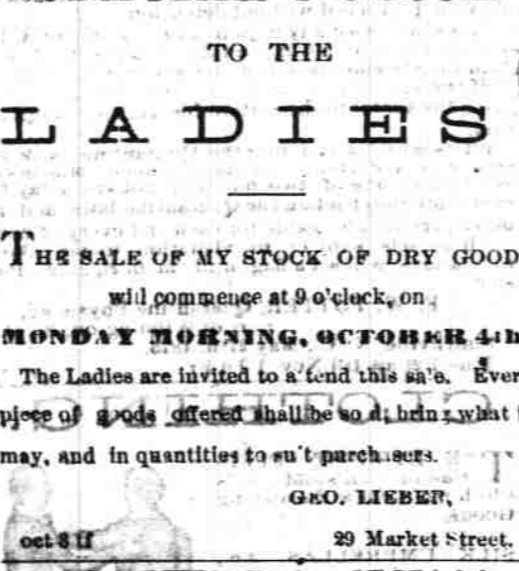 TO THE
LADIES
THE SALE OF MY STOCK OF DRY GOOD
will commence at 9 o'clock, on
MONDAY MORNING, OCTOBER 4th
The Ladies are invited to attend this sale. Ever
piece of goods offered shall be sold, bring what
may, and in quantities to suit purchasers.
GEO. LIEBER,
oct 3 tf 29 Market Street.